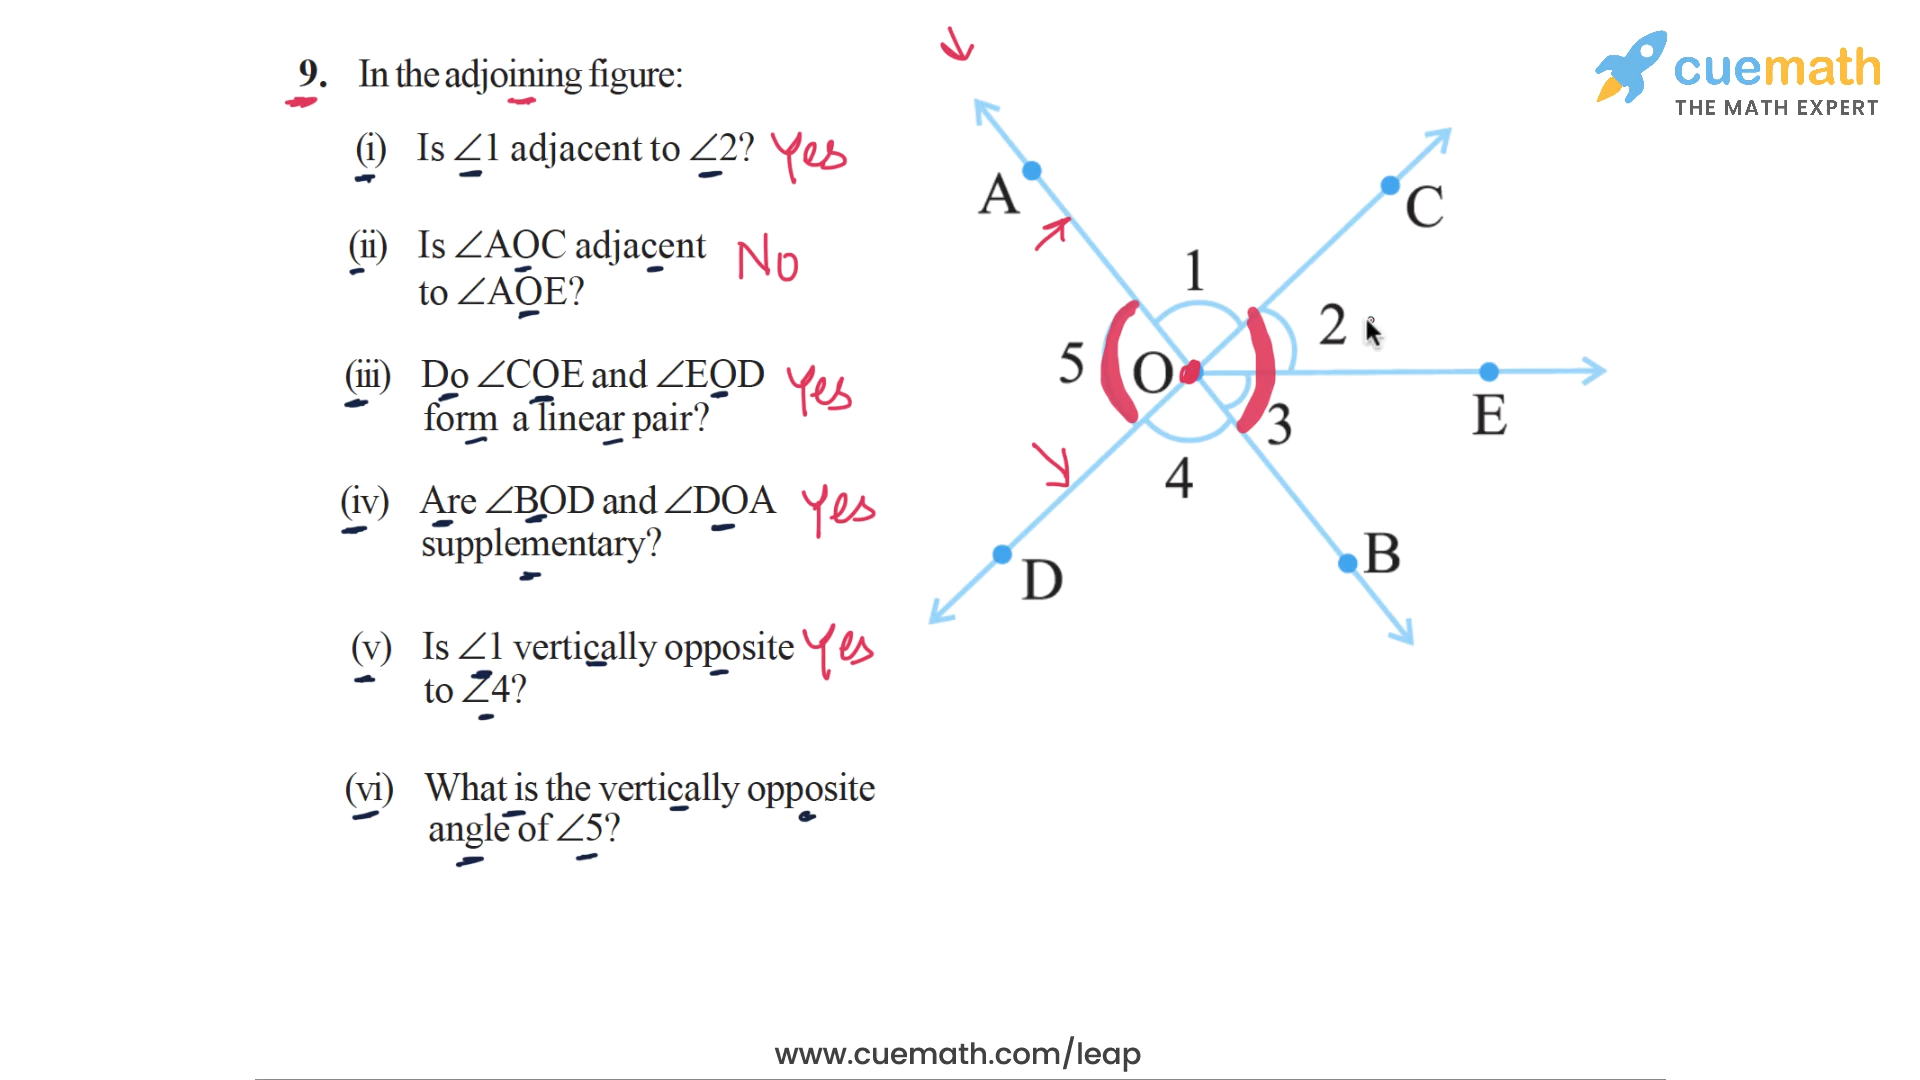 9. In the adjoining figure:
(i) Is ∠1 adjacent to ∠2? Yes
(ii) Is ∠AOC adjacent No
to ∠AOE?
(iii) Do ∠COE and ∠EOD Yes
form a linear pair?
(iv) Are ∠BOD and ∠DOA Yes
supplementary?
(v) Is ∠1 vertically opposite Yes
to ∠4?
(vi) What is the vertically opposite
angle of ∠5?
A
C
1
2
5
O
3
E
4
B
D
cuemath
THE MATH EXPERT
www.cuemath.com/leap